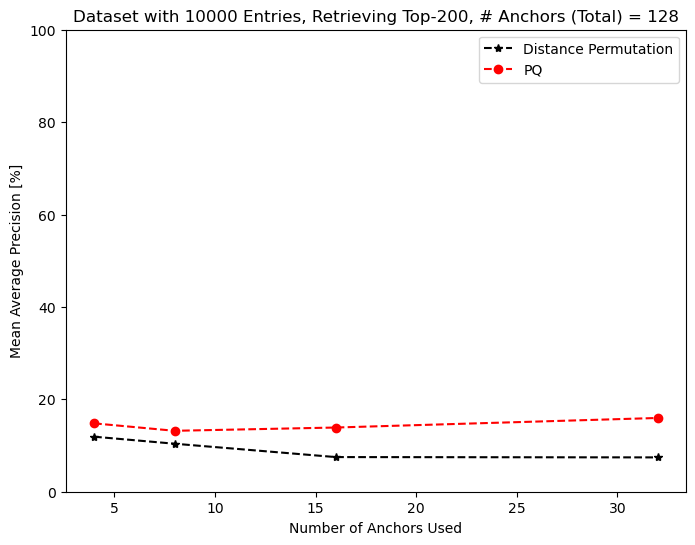 Dataset with 10000 Entries, Retrieving Top-200, # Anchors (Total) = 128
Distance Permutation
PQ
Mean Average Precision [%]
100
80
60
40
20
0
5
10
15
20
25
30
Number of Anchors Used